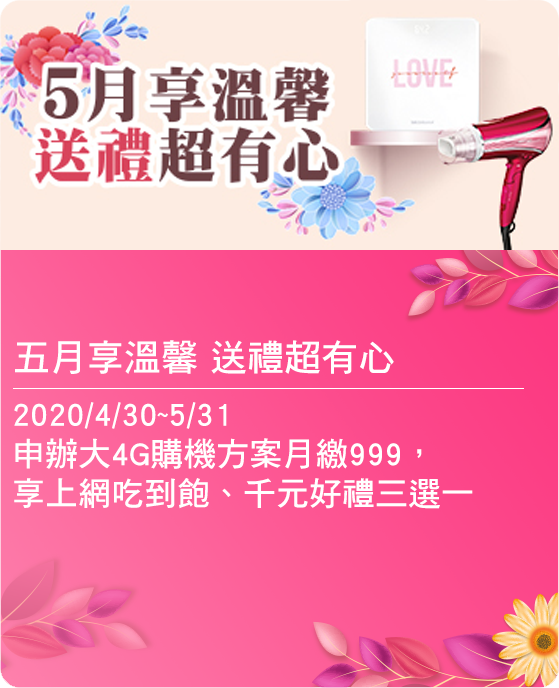 5月享溫馨
送禮超有心
LOVE
五月享溫馨 送禮超有心
2020/4/30~5/31
申辦大4G購機方案月繳999，
享上網吃到飽、千元好禮三選一